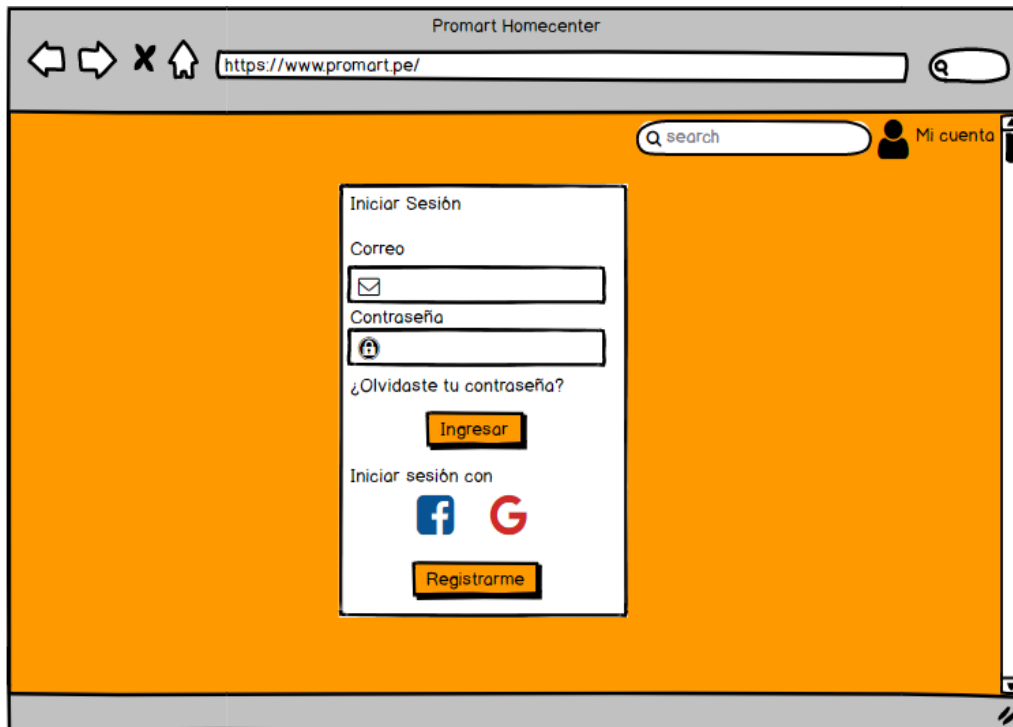 Promart Homecenter
https://www.promart.pe/
search
Mi cuenta
Iniciar Sesión
Correo
Contraseña
¿Olvidaste tu contraseña?
Ingresar
Iniciar sesión con
Registrarme